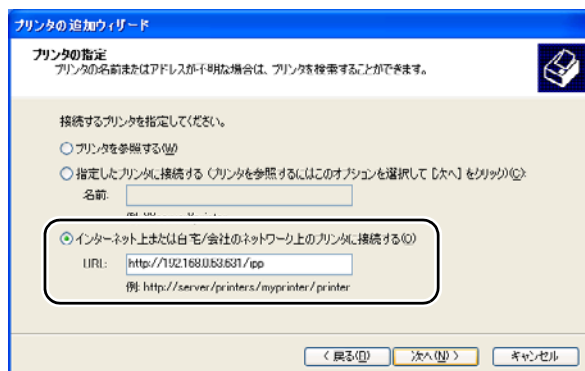 プリンタの追加ウィザード
プリンタの指定
プリンタの名前またはアドレスが不明な場合は、プリンタを検索することができます。
接続するプリンタを指定してください。
プリンタを参照する(W)
指定したプリンタに接続する (プリンタを参照するにはこのオプションを選択して [次へ] をクリック)(C):
名前:
インターネット上または自宅/会社のネットワーク上のプリンタに接続する(O)
URL: http://192.168.0.63.631/ipp
例: http://server/printers/myprinter/printer
< 戻る(B) 次へ(N) > キャンセル